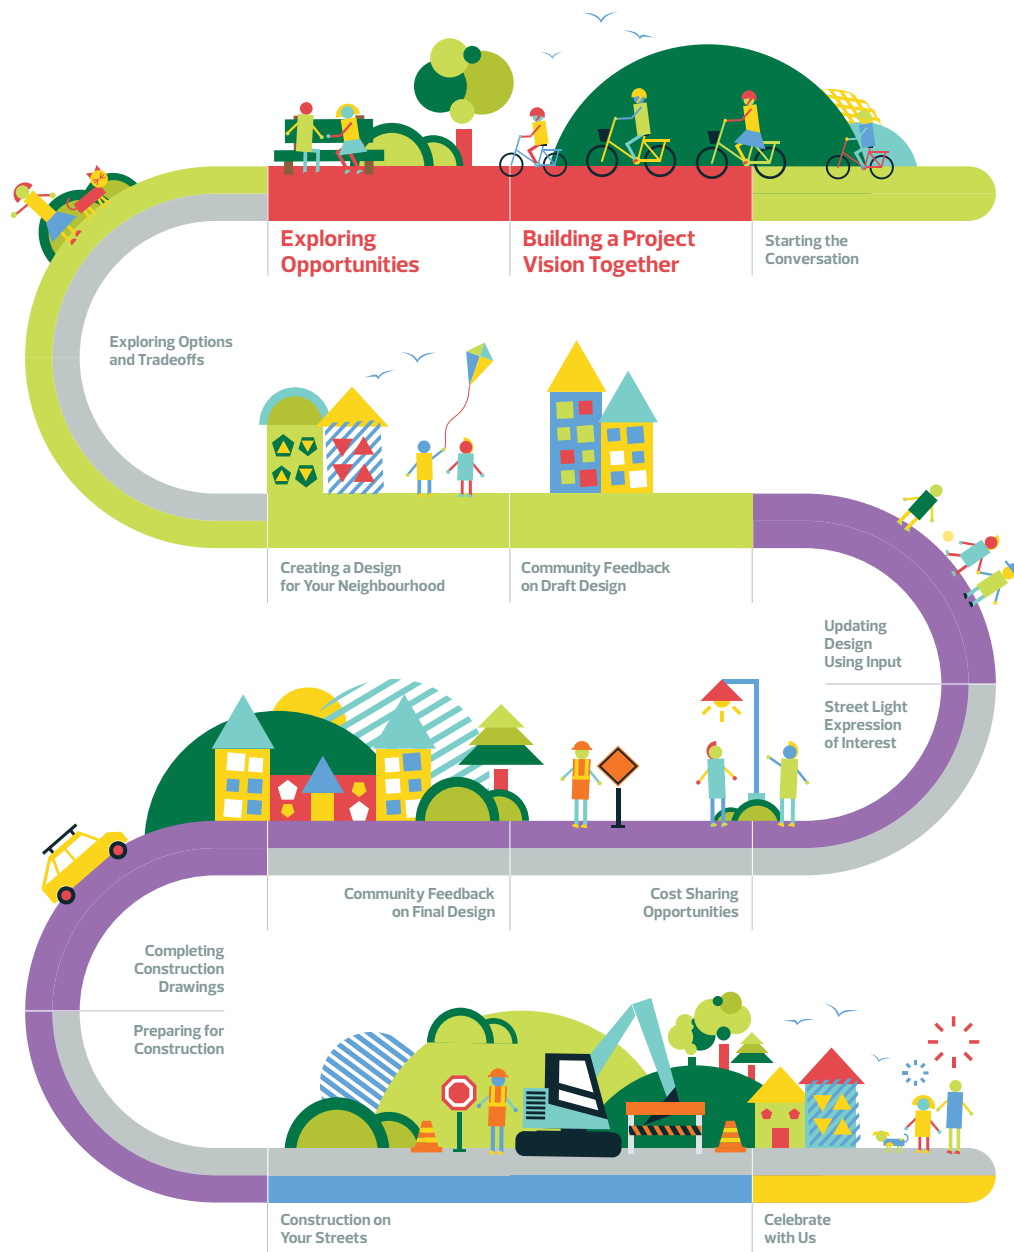 Exploring
Opportunities
Building a Project
Vision Together
Starting the
Conversation
Exploring Options
and Tradeoffs
Creating a Design
for Your Neighbourhood
Community Feedback
on Draft Design
Updating
Design
Using Input
Street Light
Expression
of Interest
Community Feedback
on Final Design
Cost Sharing
Opportunities
Completing
Construction
Drawings
Preparing for
Construction
Construction on
Your Streets
Celebrate
with Us